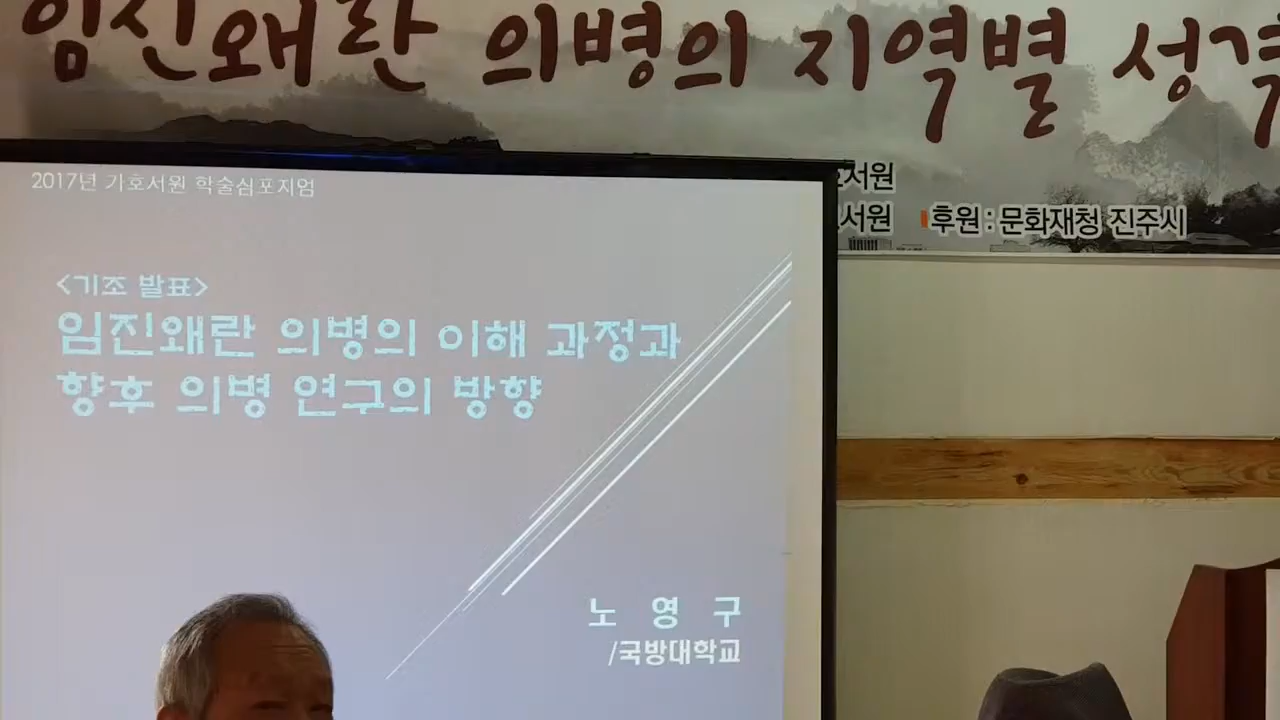 임진왜란 의병의 지역별 성격
서원
서원 후원 : 문화재청 진주시
2017년 기호서원 학술심포지엄
<기조 발표>
임진왜란 의병의 이해 과정과
향후 의병 연구의 방향
노 영 구
/국방대학교